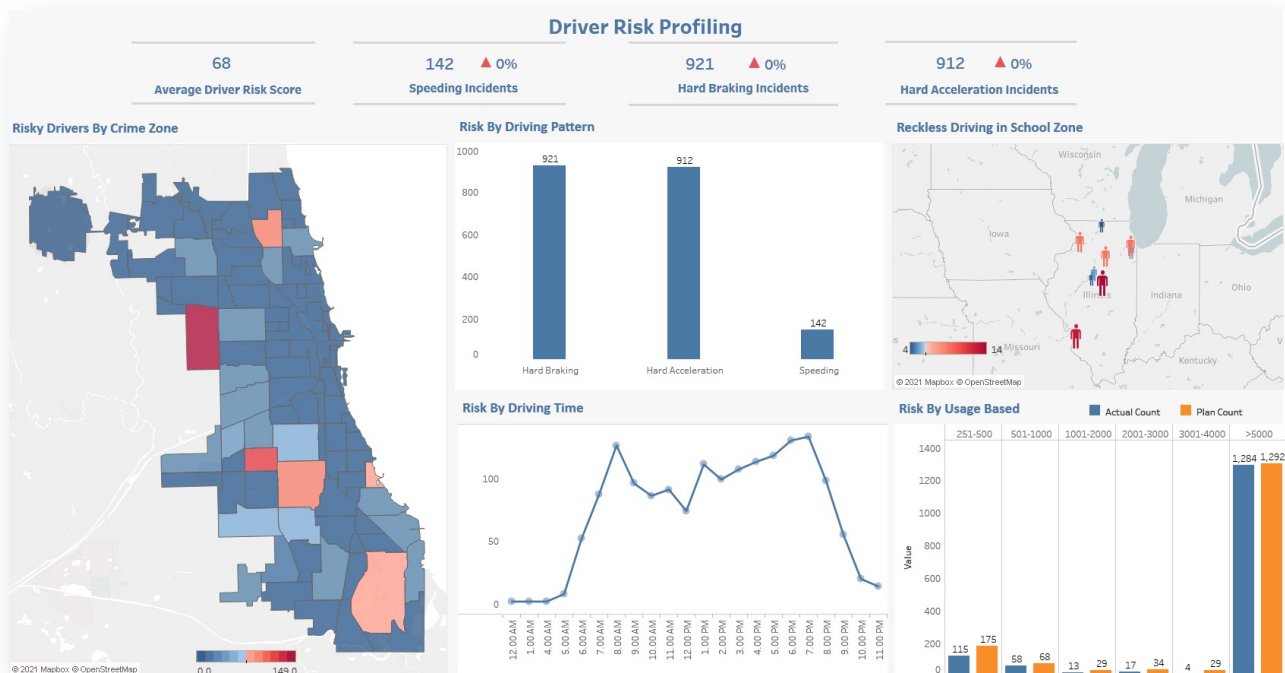 Driver Risk Profiling
68
Average Driver Risk Score
142 ▲ 0%
Speeding Incidents
921 ▲ 0%
Hard Braking Incidents
912 ▲ 0%
Hard Acceleration Incidents
Risky Drivers By Crime Zone
© 2021 Mapbox © OpenStreetMap
0.0 149.0
Risk By Driving Pattern
1000
800
600
400
200
0
921
912
142
Hard Braking
Hard Acceleration
Speeding
Reckless Driving in School Zone
Wisconsin
Michigan
Iowa
Illinois
Indiana
Ohio
Missouri
Kentucky
4 14
© 2021 Mapbox © OpenStreetMap
Risk By Driving Time
100
50
0
12.00 AM
1.00 AM
4.00 AM
5.00 AM
6.00 AM
7.00 AM
8.00 AM
9.00 AM
10.00 AM
11.00 AM
12.00 PM
1.00 PM
2.00 PM
3.00 PM
4.00 PM
5.00 PM
6.00 PM
7.00 PM
8.00 PM
9.00 PM
10.00 PM
11.00 PM
Risk By Usage Based
Actual Count
Plan Count
251-500
501-1000
1001-2000
2001-3000
3001-4000
>5000
Value
1400
1200
1000
800
600
400
200
0
115 175
58 68
13 29
17 34
4 29
1,284 1,292